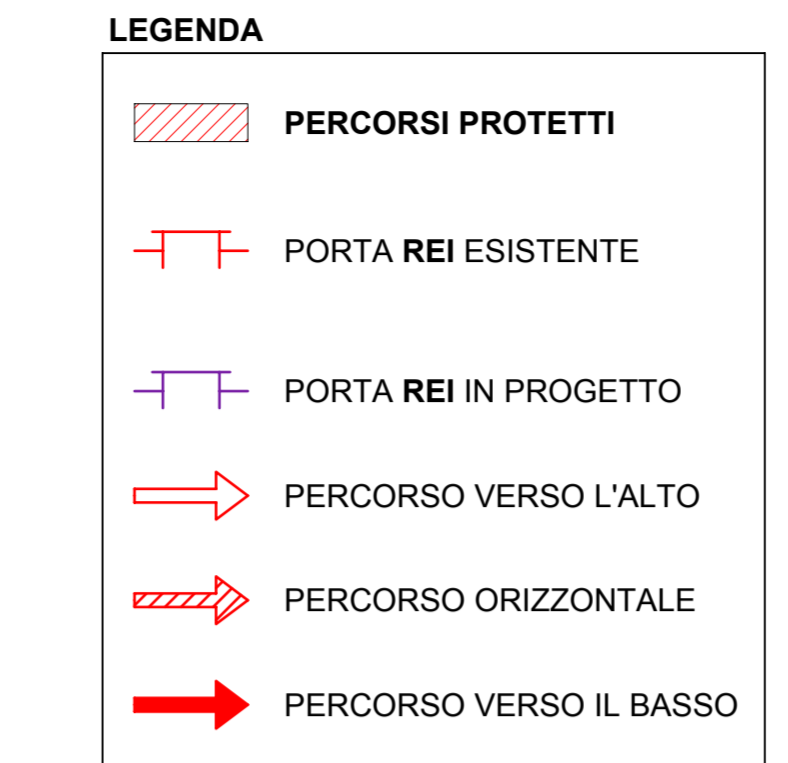 LEGENDA
PERCORSI PROTETTI
PORTA REI ESISTENTE
PORTA REI IN PROGETTO
PERCORSO VERSO L'ALTO
PERCORSO ORIZZONTALE
PERCORSO VERSO IL BASSO